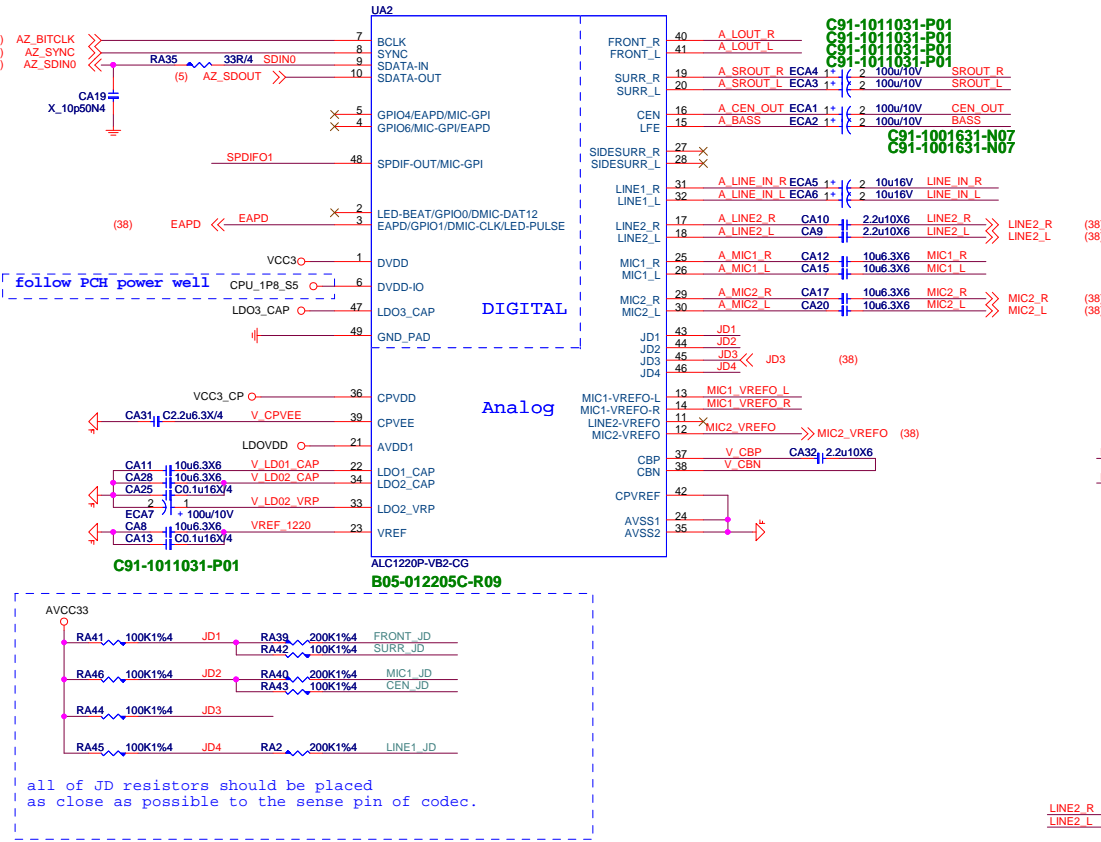 UA2
) AZ_BITCLK 7 BCLK
AZ_SYNC 8 SYNC
) AZ_SDIN0 RA35 33R/4 SDIN0 9 SDATA-IN
(5) AZ_SDOUT 10 SDATA-OUT
CA19
X_10p50N4
5 GPIO4/EAPD/MIC-GPI
4 GPIO6/MIC-GPI/EAPD
SPDIFO1 48 SPDIF-OUT/MIC-GPI
2 LED-BEAT/GPIO0/DMIC-DAT12
(38) EAPD EAPD 3 EAPD/GPIO1/DMIC-CLK/LED-PULSE
VCC3 1 DVDD
follow PCH power well CPU_1P8_S5 6 DVDD-IO
LDO3_CAP 47 LDO3_CAP
49 GND_PAD
DIGITAL
Analog
VCC3_CP 36 CPVDD
CA31 C2.2u6.3X/4 V_CPVEE 39 CPVEE
LDOVDD 21 AVDD1
CA11 10u6.3X6 V_LD01_CAP 22 LDO1_CAP
CA28 10u6.3X6 V_LD02_CAP 34 LDO2_CAP
CA25 C0.1u16X/4
2 1 V_LD02_VRP 33 LDO2_VRP
ECA7 + 100u/10V
CA8 10u6.3X6 VREF_1220 23 VREF
CA13 C0.1u16X/4
C91-1011031-P01
ALC1220P-VB2-CG
B05-012205C-R09
C91-1011031-P01
C91-1011031-P01
C91-1011031-P01
C91-1011031-P01
FRONT_R 40 A_LOUT_R
FRONT_L 41 A_LOUT_L
SURR_R 19 A_SROUT_R ECA4 1 + 2 100u/10V SROUT_R
SURR_L 20 A_SROUT_L ECA3 1 + 2 100u/10V SROUT_L
CEN 16 A_CEN_OUT ECA1 1 + 2 100u/10V CEN_OUT
LFE 15 A_BASS ECA2 1 + 2 100u/10V BASS
C91-1001631-N07
C91-1001631-N07
SIDESURR_R 27
SIDESURR_L 28
LINE1_R 31 A_LINE_IN_R ECA5 1 + 2 10u16V LINE_IN_R
LINE1_L 32 A_LINE_IN_L ECA6 1 + 2 10u16V LINE_IN_L
LINE2_R 17 A_LINE2_R CA10 2.2u10X6 LINE2_R LINE2_R (38
LINE2_L 18 A_LINE2_L CA9 2.2u10X6 LINE2_L LINE2_L (38
MIC1_R 25 A_MIC1_R CA12 10u6.3X6 MIC1_R
MIC1_L 26 A_MIC1_L CA15 10u6.3X6 MIC1_L
MIC2_R 29 A_MIC2_R CA17 10u6.3X6 MIC2_R MIC2_R (38
MIC2_L 30 A_MIC2_L CA20 10u6.3X6 MIC2_L MIC2_L (38
JD1 43 JD1
JD2 44 JD2
JD3 45 JD3 JD3 (38)
JD4 46 JD4
MIC1-VREFO-L 13 MIC1_VREFO_L
MIC1-VREFO-R 14 MIC1_VREFO_R
LINE2-VREFO 11
MIC2-VREFO 12 MIC2_VREFO MIC2_VREFO (38)
CBP 37 V_CBP CA32 2.2u10X6
CBN 38 V_CBN
CPVREF 42
AVSS1 24
AVSS2 35
AVCC33
RA41 100K1%4 JD1 RA39 200K1%4 FRONT_JD
RA42 100K1%4 SURR_JD
RA46 100K1%4 JD2 RA40 200K1%4 MIC1_JD
RA43 100K1%4 CEN_JD
RA44 100K1%4 JD3
RA45 100K1%4 JD4 RA2 200K1%4 LINE1_JD
all of JD resistors should be placed
as close as possible to the sense pin of codec.
LINE2_R
LINE2_L